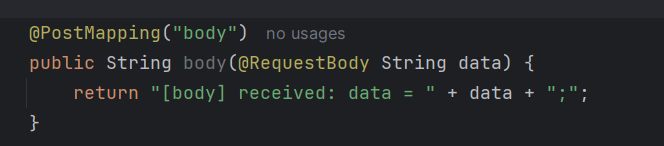 @PostMapping("body") no usages
public String body(@RequestBody String data) {
    return "[body] received: data = " + data + ";";
}